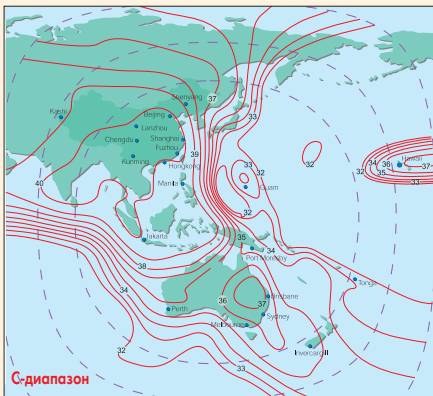 37
Shenyang
33
Kashi
Beijing
Lanzhou
Shanghai
Chengdu
Fuzhou
39
Kunming
Hongkong
33
32
32
34
36
Hawaii
37
35
32
33
40
Manila
Guam
32
Jakarta
35
34
Port Moresby
38
34
Tonga
36
37
Brisbane
Perth
Sydney
Melbourne
32
Invercargill
33
С-диапазон